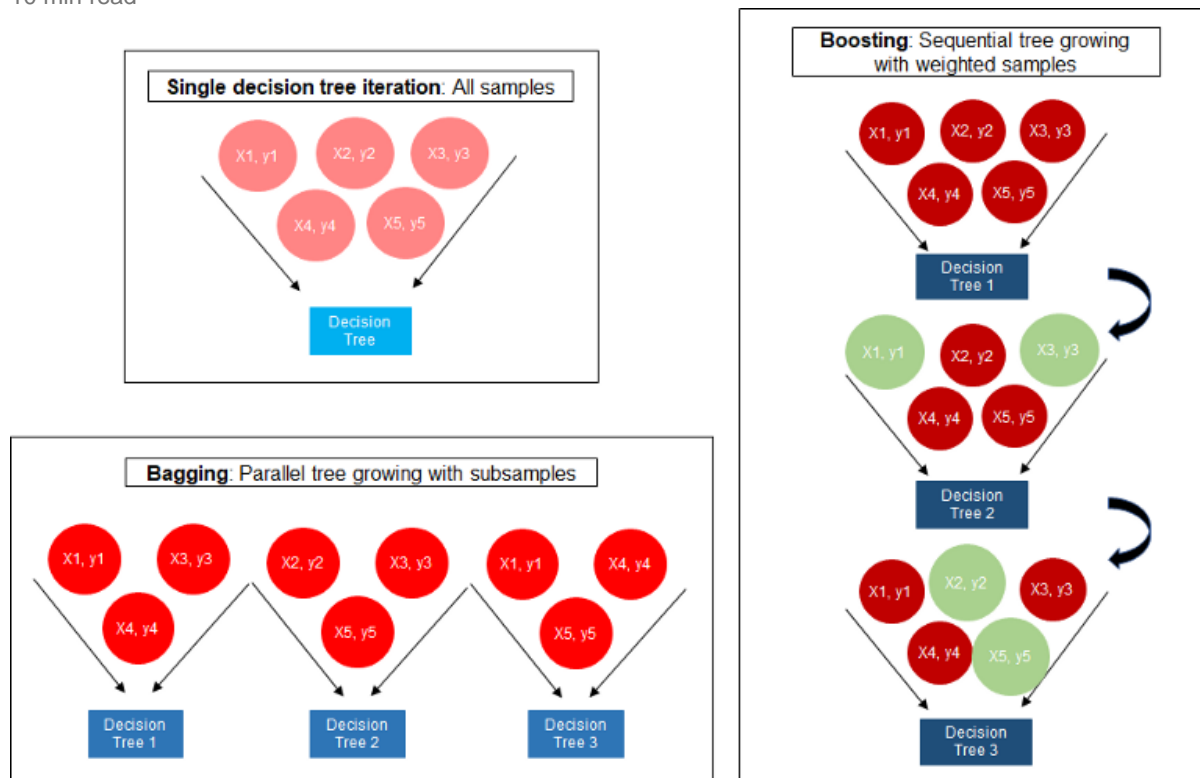 10 min read
Single decision tree iteration: All samples
X1, y1
X2, y2
X3, y3
X4, y4
X5, y5
Decision
Tree
Bagging: Parallel tree growing with subsamples
X1, y1
X3, y3
X4, y4
Decision
Tree 1
X2, y2
X3, y3
X5, y5
Decision
Tree 2
X1, y1
X4, y4
X5, y5
Decision
Tree 3
Boosting: Sequential tree growing
with weighted samples
X1, y1
X2, y2
X3, y3
X4, y4
X5, y5
Decision
Tree 1
X1, y1
X2, y2
X3, y3
X4, y4
X5, y5
Decision
Tree 2
X1, y1
X2, y2
X3, y3
X4, y4
X5, y5
Decision
Tree 3